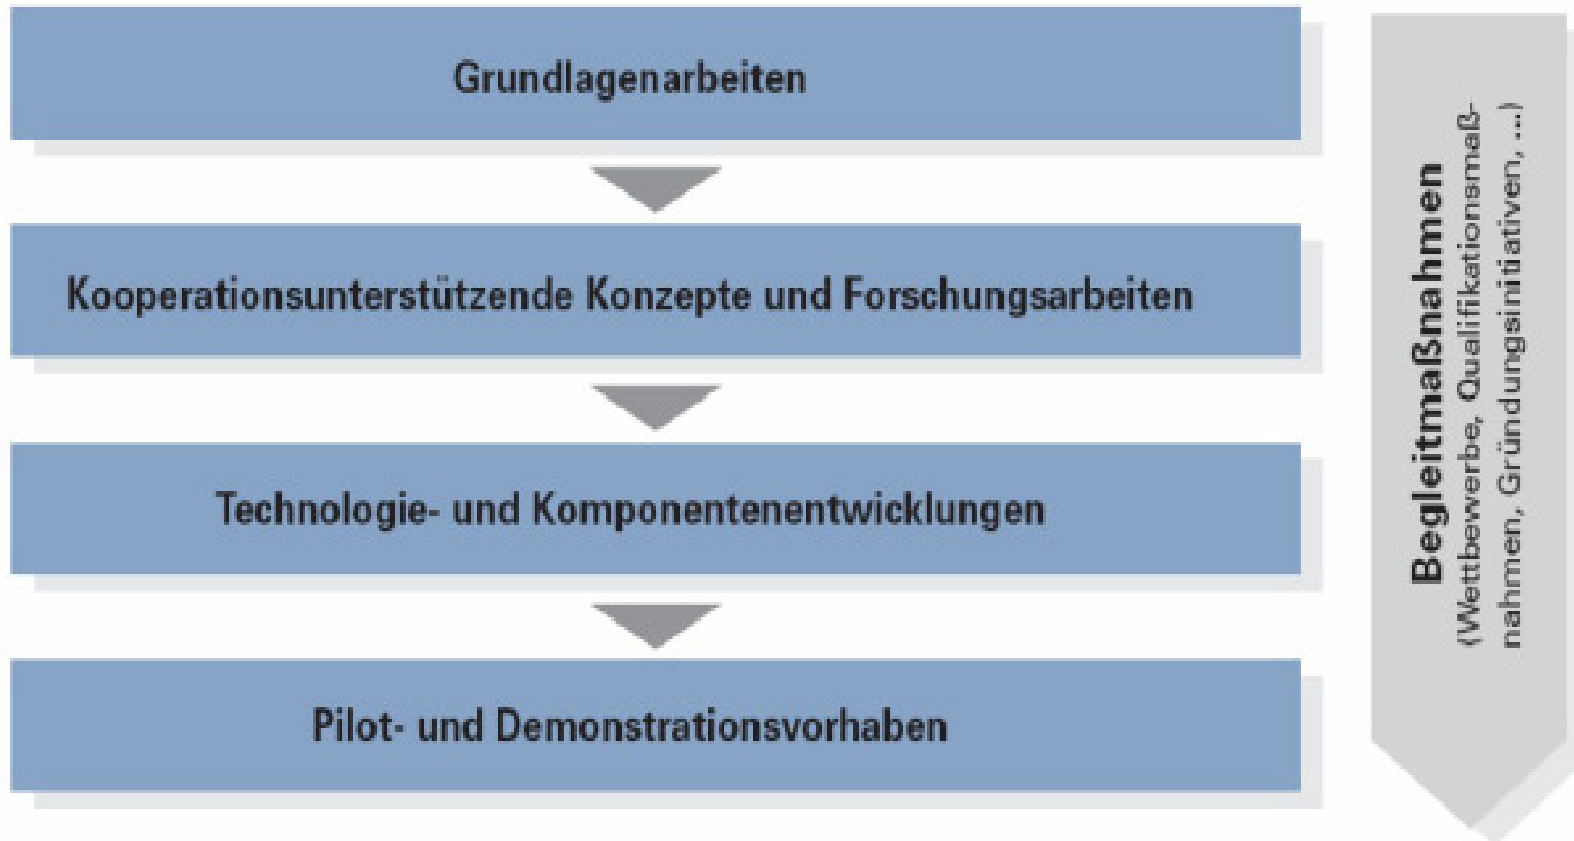 Grundlagenarbeiten
Kooperationsunterstützende Konzepte und Forschungsarbeiten
Technologie- und Komponentenentwicklungen
Pilot- und Demonstrationsvorhaben
Begleitmaßnahmen
(Wettbewerbe, Qualifikationsmaß-
nahmen, Gründungsinitiativen, ...)